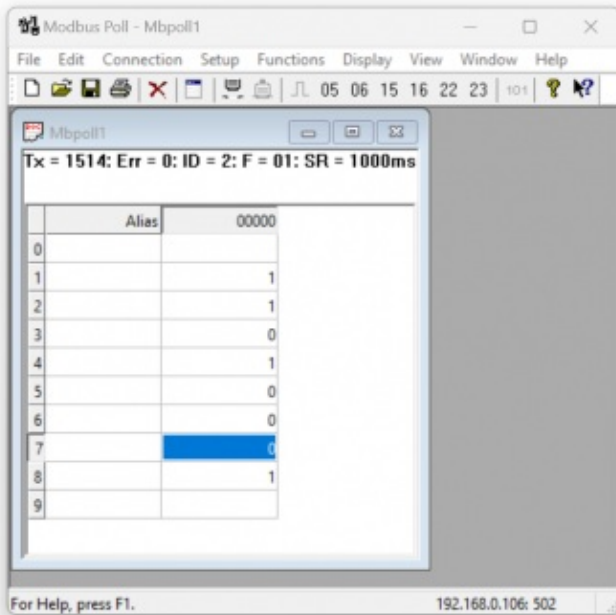 Modbus Poll - Mbpoll1
File Edit Connection Setup Functions Display View Window Help
05 06 15 16 22 23 101
Mbpoll1
Tx = 1514: Err = 0: ID = 2: F = 01: SR = 1000ms
Alias 00000
0
1 1
2 1
3 0
4 1
5 0
6 0
7 0
8 1
9
For Help, press F1. 192.168.0.106: 502